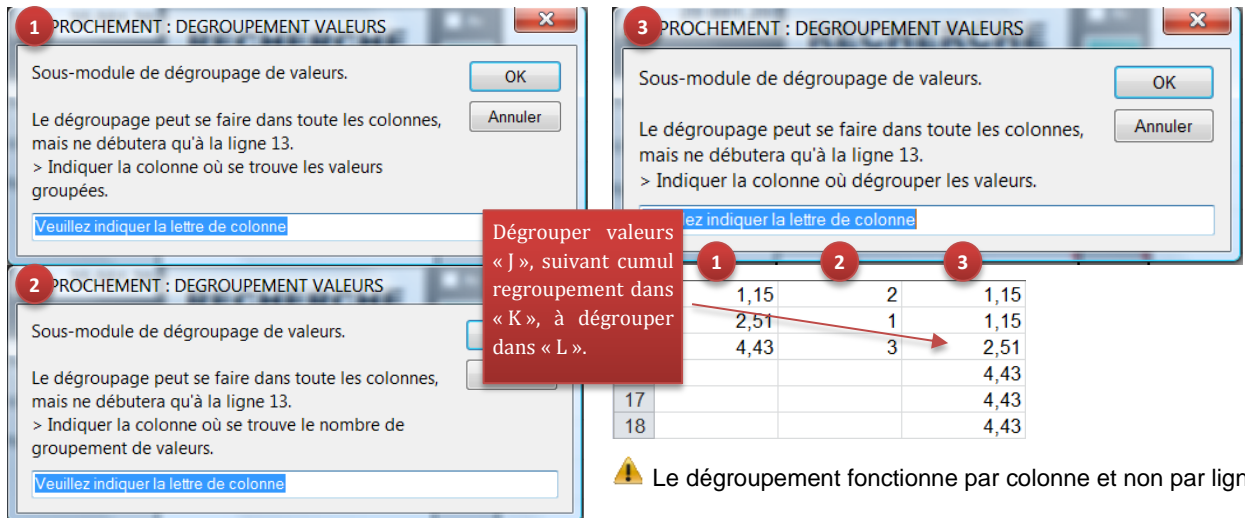 1 PROCHEMENT : DEGROUPEMENT VALEURS
Sous-module de dégroupage de valeurs.
OK
Le dégroupage peut se faire dans toute les colonnes,
Annuler
mais ne débutera qu'à la ligne 13.
> Indiquer la colonne où se trouve les valeurs
groupées.
Veuillez indiquer la lettre de colonne
2 PROCHEMENT : DEGROUPEMENT VALEURS
Sous-module de dégroupage de valeurs.
Le dégroupage peut se faire dans toute les colonnes,
mais ne débutera qu'à la ligne 13.
> Indiquer la colonne où se trouve le nombre de
groupement de valeurs.
Veuillez indiquer la lettre de colonne
3 PROCHEMENT : DEGROUPEMENT VALEURS
Sous-module de dégroupage de valeurs.
OK
Le dégroupage peut se faire dans toute les colonnes,
Annuler
mais ne débutera qu'à la ligne 13.
> Indiquer la colonne où dégrouper les valeurs.
ez indiquer la lettre de colonne
Dégrouper valeurs
« J », suivant cumul
regroupement dans
« K », à dégrouper
dans « L ».
1 2 3
1,15 2 1,15
2,51 1 1,15
4,43 3 2,51
4,43
17 4,43
18 4,43
Le dégroupement fonctionne par colonne et non par lign